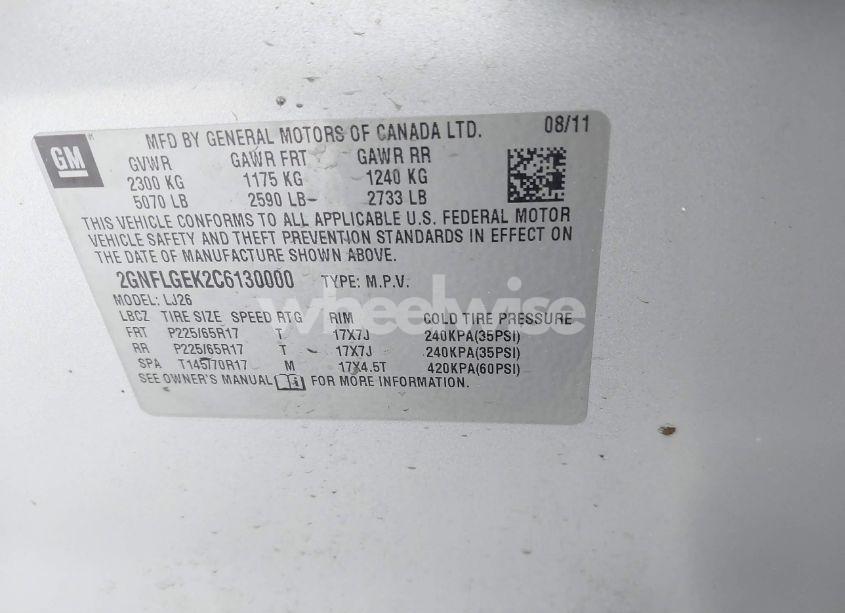 GM
MFD BY GENERAL MOTORS OF CANADA LTD. 08/11
GVWR GAWR FRT GAWR RR
2300 KG 1175 KG 1240 KG
5070 LB 2590 LB 2733 LB
THIS VEHICLE CONFORMS TO ALL APPLICABLE U.S. FEDERAL MOTOR
VEHICLE SAFETY AND THEFT PREVENTION STANDARDS IN EFFECT ON
THE DATE OF MANUFACTURE SHOWN ABOVE.
2GNFLGEK2C6130000 TYPE: M.P.V.
MODEL: LJ26
wheelwise
LBCZ TIRE SIZE SPEED RTG RIM COLD TIRE PRESSURE
FRT P225/65R17 T 17X7J 240KPA(35PSI)
RR P225/65R17 T 17X7J 240KPA(35PSI)
SPA T145/70R17 M 17X4.5T 420KPA(60PSI)
SEE OWNER'S MANUAL FOR MORE INFORMATION.